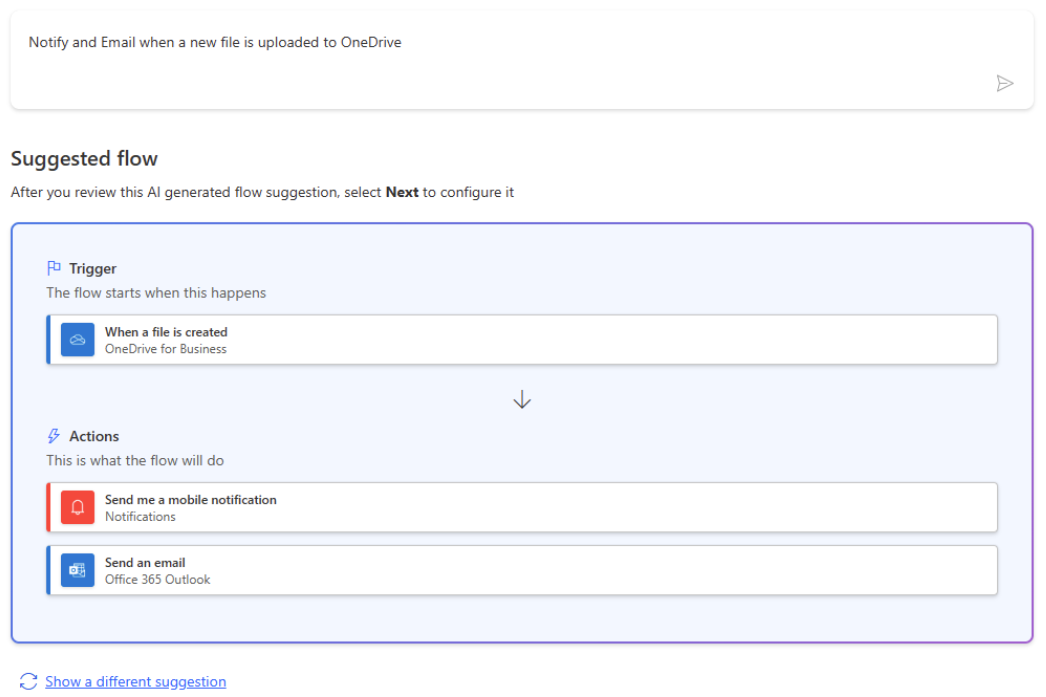 Notify and Email when a new file is uploaded to OneDrive
Suggested flow
After you review this AI generated flow suggestion, select Next to configure it
Trigger
The flow starts when this happens
When a file is created
OneDrive for Business
Actions
This is what the flow will do
Send me a mobile notification
Notifications
Send an email
Office 365 Outlook
Show a different suggestion